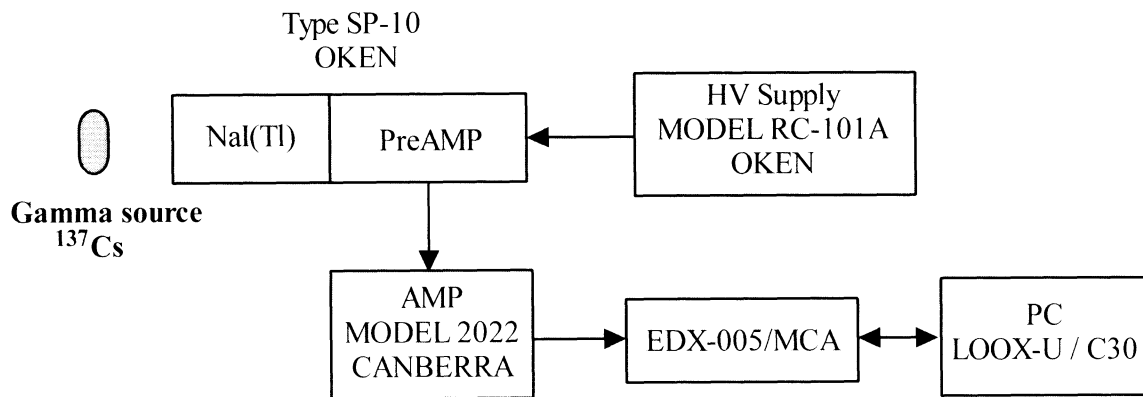 Type SP-10
OKEN
NaI(Tl)
PreAMP
HV Supply
MODEL RC-101A
OKEN
Gamma source
¹³⁷Cs
AMP
MODEL 2022
CANBERRA
EDX-005/MCA
PC
LOOX-U / C30